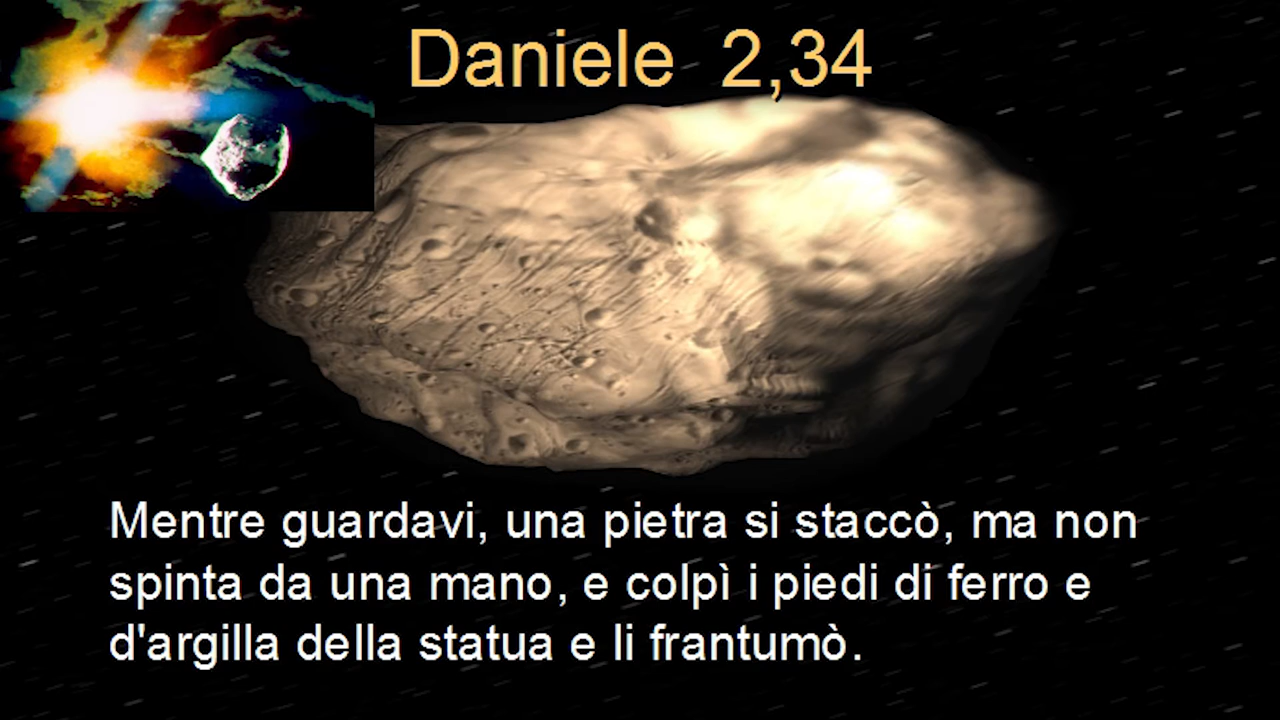 Daniele 2,34
Mentre guardavi, una pietra si staccò, ma non
spinta da una mano, e colpì i piedi di ferro e
d'argilla della statua e li frantumò.